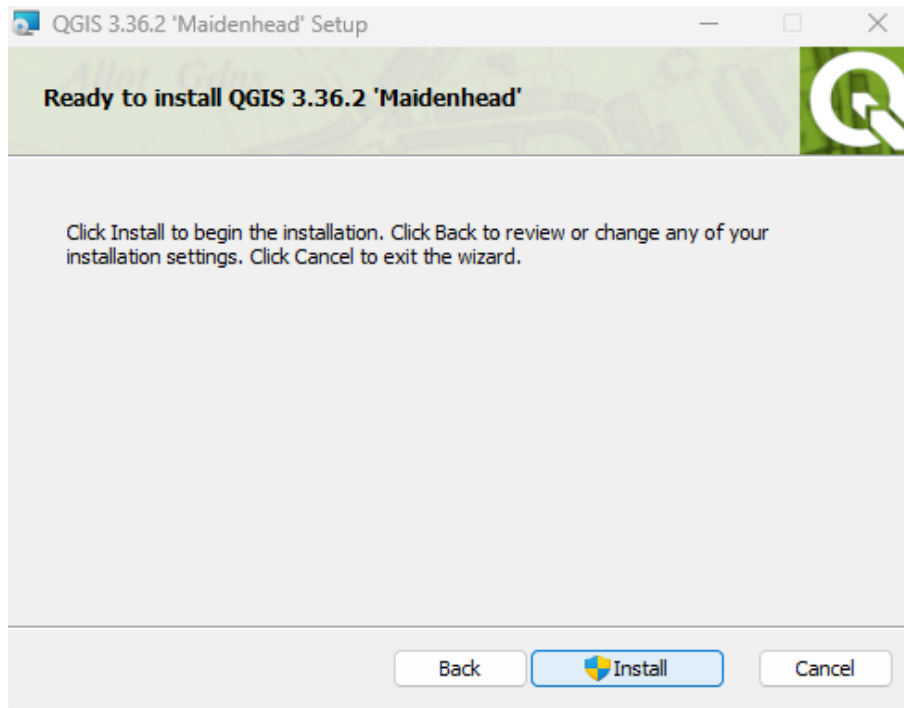 QGIS 3.36.2 'Maidenhead' Setup
Allot Gdns
Ready to install QGIS 3.36.2 'Maidenhead'
Click Install to begin the installation. Click Back to review or change any of your
installation settings. Click Cancel to exit the wizard.
Back Install Cancel